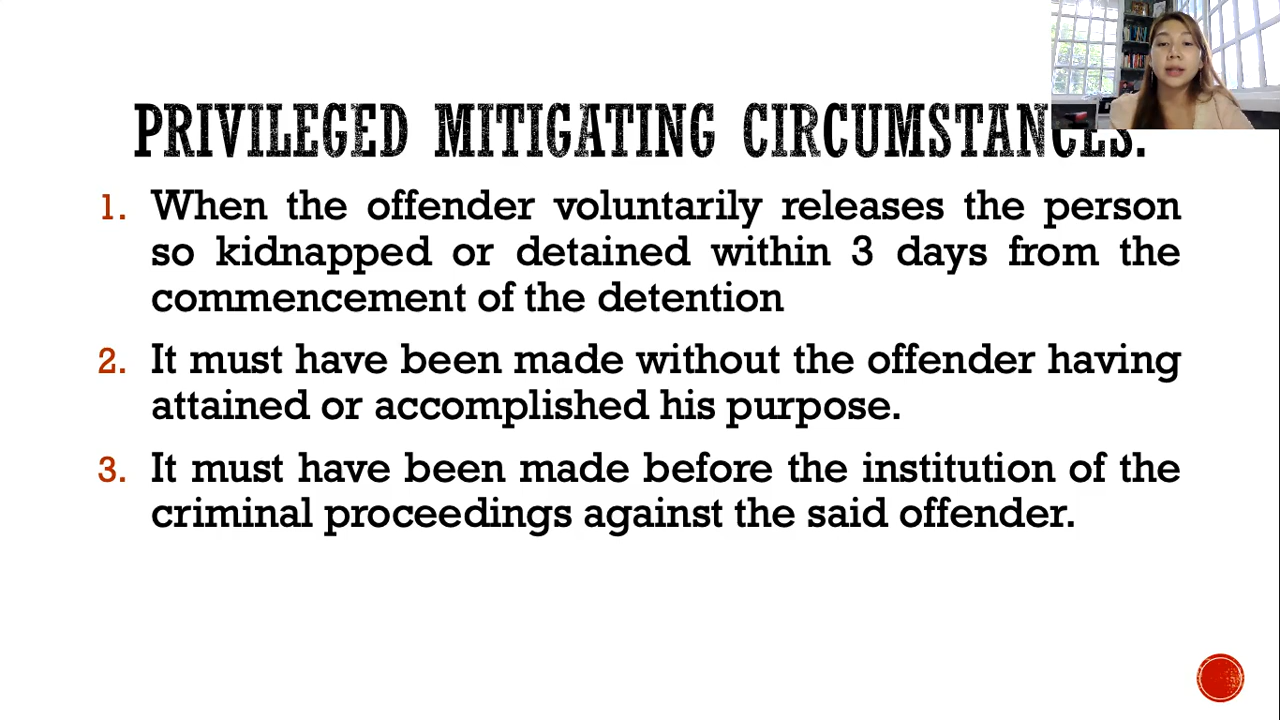 PRIVILEGED MITIGATING CIRCUMSTANCES.
1. When the offender voluntarily releases the person
so kidnapped or detained within 3 days from the
commencement of the detention
2. It must have been made without the offender having
attained or accomplished his purpose.
3. It must have been made before the institution of the
criminal proceedings against the said offender.